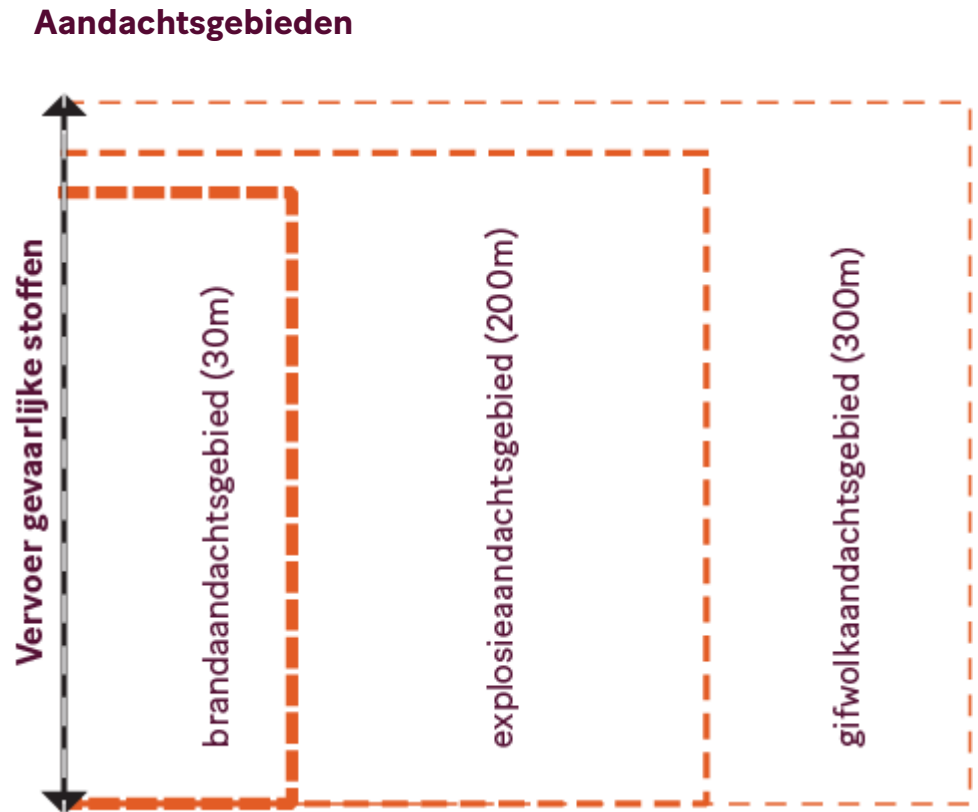 Aandachtsgebieden
Vervoer gevaarlijke stoffen
brandaandachtsgebied (30m)
explosieaandachtsgebied (200m)
gifwolkaandachtsgebied (300m)